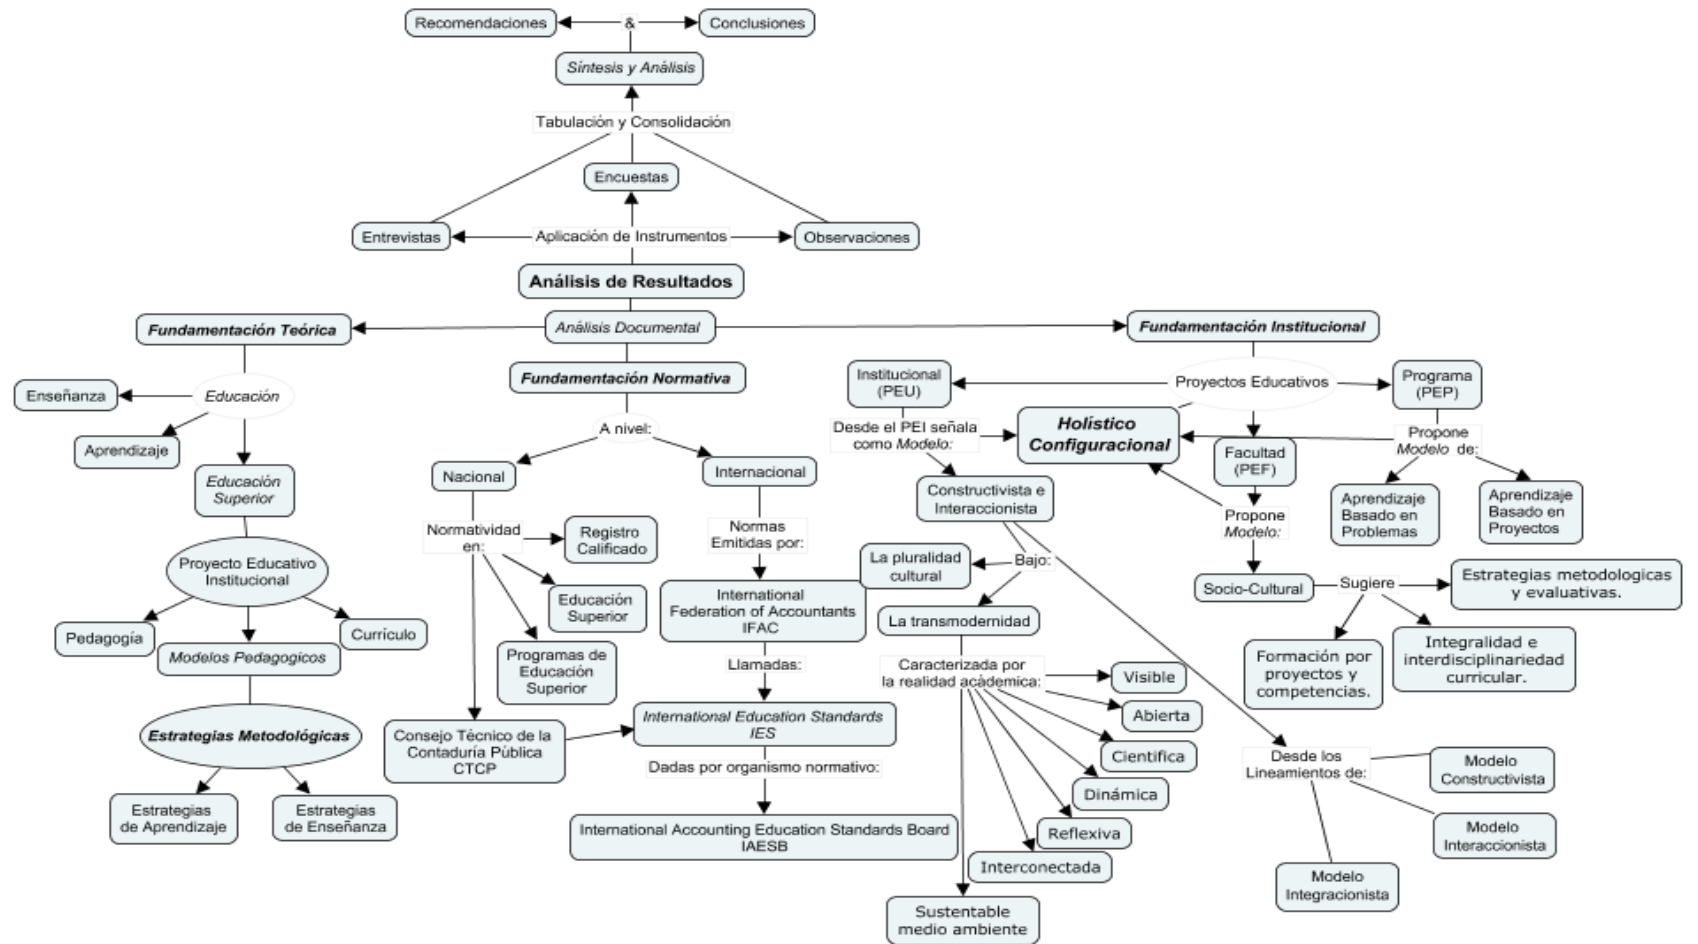 Recomendaciones
&
Conclusiones
Síntesis y Análisis
Tabulación y Consolidación
Encuestas
Entrevistas
Aplicación de Instrumentos
Observaciones
Análisis de Resultados
Fundamentación Teórica
Análisis Documental
Fundamentación Institucional
Enseñanza
Educación
Aprendizaje
Educación
Superior
Proyecto Educativo
Institucional
Pedagogía
Modelos Pedagogicos
Currículo
Estrategias Metodológicas
Estrategias
de Aprendizaje
Estrategias
de Enseñanza
Fundamentación Normativa
A nivel:
Nacional
Internacional
Normatividad
en:
Registro
Calificado
Educación
Superior
Programas de
Educación
Superior
Consejo Técnico de la
Contaduría Pública
CTCP
Normas
Emitidas por:
International
Federation of Accountants
IFAC
Llamadas:
International Education Standards
IES
Dadas por organismo normativo:
International Accounting Education Standards Board
IAESB
Institucional
(PEU)
Proyectos Educativos
Programa
(PEP)
Desde el PEI señala
como Modelo:
Holístico
Configuracional
Facultad
(PEF)
Propone
Modelo de:
Constructivista e
Interaccionista
Propone
Modelo:
Aprendizaje
Basado en
Problemas
Aprendizaje
Basado en
Proyectos
La pluralidad
cultural
Bajo:
La transmodernidad
Socio-Cultural
Sugiere
Estrategias metodologicas
y evaluativas.
Formación por
proyectos y
competencias.
Integralidad e
interdisciplinariedad
curricular.
Caracterizada por
la realidad acádemica:
Visible
Abierta
Cientifica
Dinámica
Reflexiva
Interconectada
Sustentable
medio ambiente
Desde los
Lineamientos de:
Modelo
Constructivista
Modelo
Interaccionista
Modelo
Integracionista